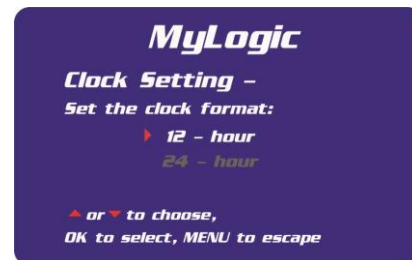 MyLogic
Clock Setting –
Set the clock format:
12 – hour
24 – hour
or to choose,
OK to select, MENU to escape